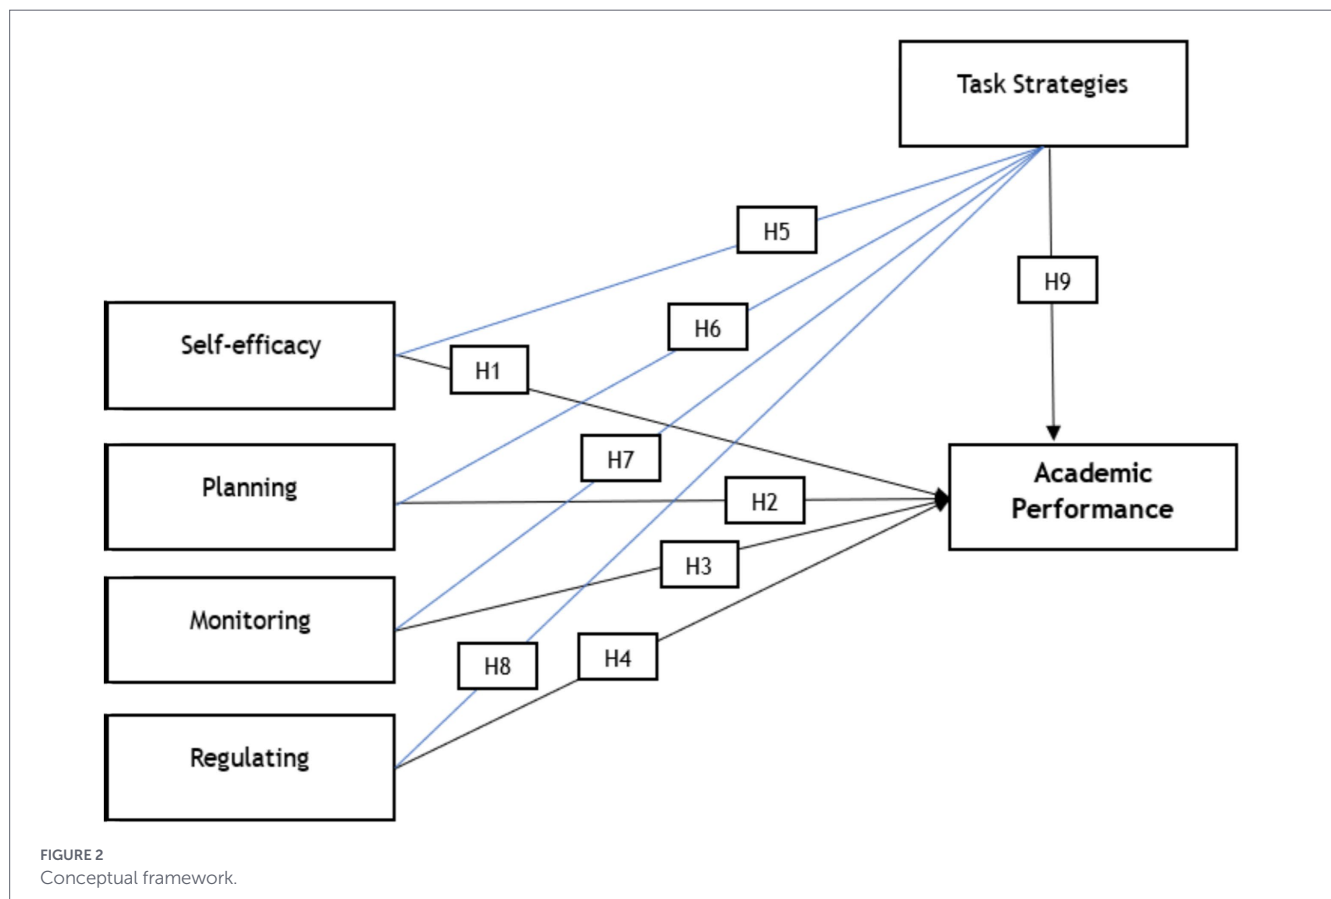 Task Strategies
H5
H9
Self-efficacy
H6
H1
Planning
H7
H2
Academic
Performance
H3
Monitoring
H8
H4
Regulating
FIGURE 2
Conceptual framework.